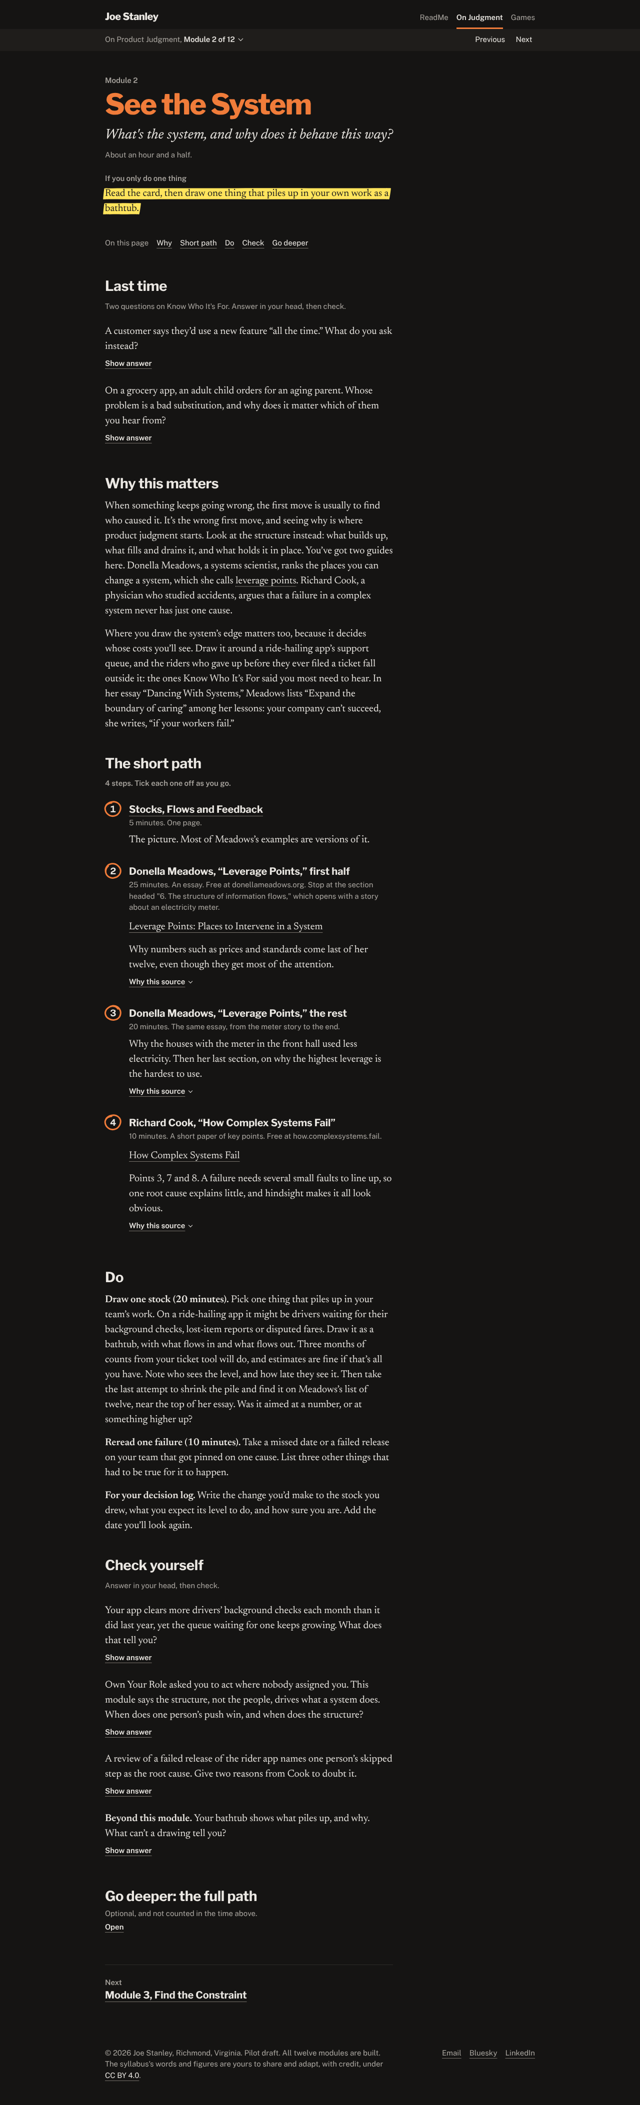 Joe Stanley
ReadMe On Judgment Games
On Product Judgment, Module 2 of 12
Previous Next
Module 2
See the System
What's the system, and why does it behave this way?
About an hour and a half.
If you only do one thing
Read the card, then draw one thing that piles up in your own work as a
bathtub.
On this page Why Short path Do Check Go deeper
Last time
Two questions on Know Who It's For. Answer in your head, then check.
A customer says they'd use a new feature “all the time.” What do you ask
instead?
Show answer
On a grocery app, an adult child orders for an aging parent. Whose
problem is a bad substitution, and why does it matter which of them
you hear from?
Show answer
Why this matters
When something keeps going wrong, the first move is usually to find
who caused it. It's the wrong first move, and seeing why is where
product judgment starts. Look at the structure instead: what builds up,
what fills and drains it, and what holds it in place. You've got two guides
here. Donella Meadows, a systems scientist, ranks the places you can
change a system, which she calls leverage points. Richard Cook, a
physician who studied accidents, argues that a failure in a complex
system never has just one cause.
Where you draw the system's edge matters too, because it decides
whose costs you'll see. Draw it around a ride-hailing app's support
queue, and the riders who gave up before they ever filed a ticket fall
outside it: the ones Know Who It's For said you most need to hear. In
her essay “Dancing With Systems,” Meadows lists “Expand the
boundary of caring” among her lessons: your company can't succeed,
she writes, “if your workers fail.”
The short path
4 steps. Tick each one off as you go.
1 Stocks, Flows and Feedback
5 minutes. One page.
The picture. Most of Meadows's examples are versions of it.
2 Donella Meadows, “Leverage Points,” first half
25 minutes. An essay. Free at donellameadows.org. Stop at the section
headed "6. The structure of information flows," which opens with a story
about an electricity meter.
Leverage Points: Places to Intervene in a System
Why numbers such as prices and standards come last of her
twelve, even though they get most of the attention.
Why this source
3 Donella Meadows, “Leverage Points,” the rest
20 minutes. The same essay, from the meter story to the end.
Why the houses with the meter in the front hall used less
electricity. Then her last section, on why the highest leverage is
the hardest to use.
Why this source
4 Richard Cook, “How Complex Systems Fail”
10 minutes. A short paper of key points. Free at how.complexsystems.fail.
How Complex Systems Fail
Points 3, 7 and 8. A failure needs several small faults to line up, so
one root cause explains little, and hindsight makes it all look
obvious.
Why this source
Do
Draw one stock (20 minutes). Pick one thing that piles up in your
team's work. On a ride-hailing app it might be drivers waiting for their
background checks, lost-item reports or disputed fares. Draw it as a
bathtub, with what flows in and what flows out. Three months of
counts from your ticket tool will do, and estimates are fine if that's all
you have. Note who sees the level, and how late they see it. Then take
the last attempt to shrink the pile and find it on Meadows's list of
twelve, near the top of her essay. Was it aimed at a number, or at
something higher up?
Reread one failure (10 minutes). Take a missed date or a failed release
on your team that got pinned on one cause. List three other things that
had to be true for it to happen.
For your decision log. Write the change you'd make to the stock you
drew, what you expect its level to do, and how sure you are. Add the
date you'll look again.
Check yourself
Answer in your head, then check.
Your app clears more drivers' background checks each month than it
did last year, yet the queue waiting for one keeps growing. What does
that tell you?
Show answer
Own Your Role asked you to act where nobody assigned you. This
module says the structure, not the people, drives what a system does.
When does one person's push win, and when does the structure?
Show answer
A review of a failed release of the rider app names one person's skipped
step as the root cause. Give two reasons from Cook to doubt it.
Show answer
Beyond this module. Your bathtub shows what piles up, and why.
What can't a drawing tell you?
Show answer
Go deeper: the full path
Optional, and not counted in the time above.
Open
Next
Module 3, Find the Constraint
© 2026 Joe Stanley, Richmond, Virginia. Pilot draft. All twelve modules are built.
The syllabus's words and figures are yours to share and adapt, with credit, under
CC BY 4.0.
Email Bluesky LinkedIn